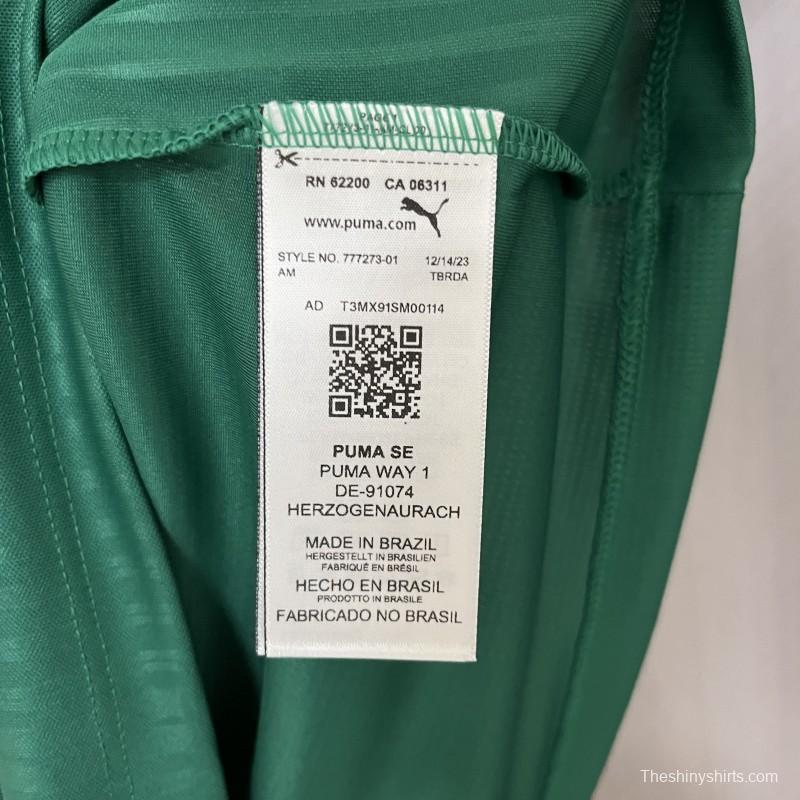 PAGE 1
RN 62200 CA 06311
www.puma.com
STYLE NO. 777273-01 12/14/23
AM TBRDA
AD T3MX91SM00114
PUMA SE
PUMA WAY 1
DE-91074
HERZOGENAURACH
MADE IN BRAZIL
HERGESTELLT IN BRASILIEN
FABRIQUÉ EN BRÉSIL
HECHO EN BRASIL
PRODOTTO IN BRASILE
FABRICADO NO BRASIL
Theshinyshirts.com